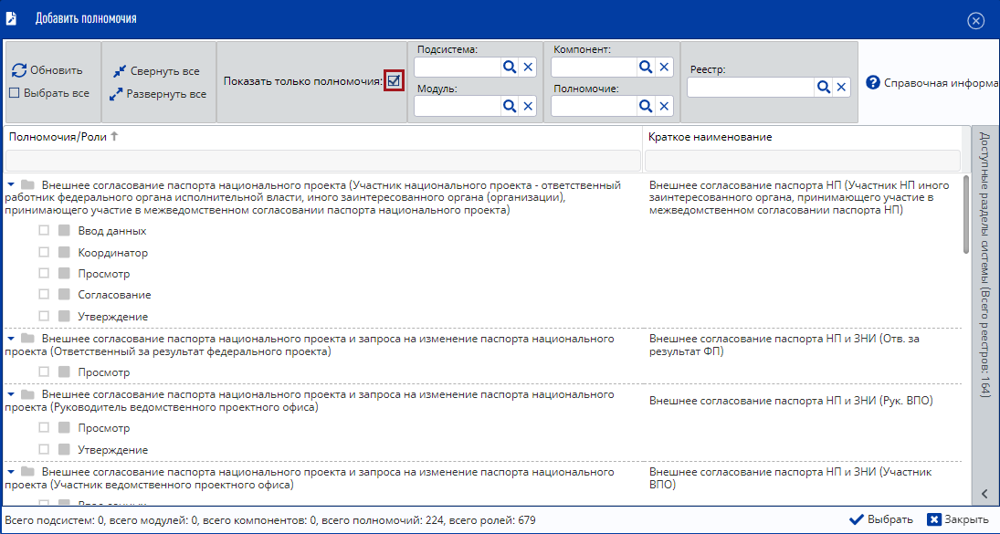 Добавить полномочия
Обновить
Выбрать все
Свернуть все
Развернуть все
Показать только полномочия:
Подсистема:
Модуль:
Компонент:
Полномочие:
Реестр:
Справочная информа
Полномочия/Роли
Краткое наименование
Внешнее согласование паспорта национального проекта (Участник национального проекта - ответственный
работник федерального органа исполнительной власти, иного заинтересованного органа (организации),
принимающего участие в межведомственном согласовании паспорта национального проекта)
Внешнее согласование паспорта НП (Участник НП иного
заинтересованного органа, принимающего участие в
межведомственном согласовании паспорта НП)
Ввод данных
Координатор
Просмотр
Согласование
Утверждение
Внешнее согласование паспорта национального проекта и запроса на изменение паспорта национального
проекта (Ответственный за результат федерального проекта)
Внешнее согласование паспорта НП и ЗНИ (Отв. за
результат ФП)
Просмотр
Внешнее согласование паспорта национального проекта и запроса на изменение паспорта национального
проекта (Руководитель ведомственного проектного офиса)
Внешнее согласование паспорта НП и ЗНИ (Рук. ВПО)
Просмотр
Утверждение
Внешнее согласование паспорта национального проекта и запроса на изменение паспорта национального
проекта (Участник ведомственного проектного офиса)
Внешнее согласование паспорта НП и ЗНИ (Участник
ВПО)
Ввод данных
Доступные разделы системы (Всего реестров: 164)
Всего подсистем: 0, всего модулей: 0, всего компонентов: 0, всего полномочий: 224, всего ролей: 679
Выбрать
Закрыть